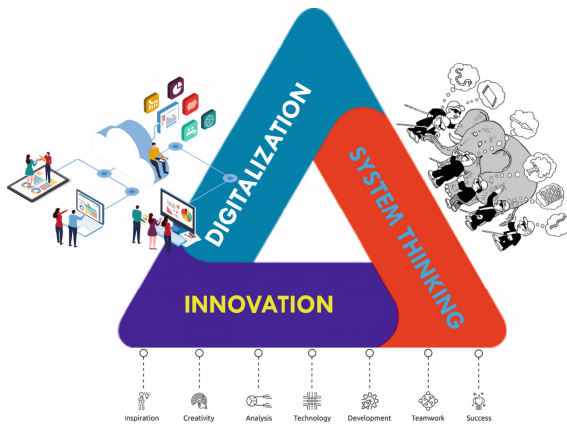 DIGITALIZATION
SYSTEM THINKING
INNOVATION
Inspiration
Creativity
Analysis
Technology
Development
Teamwork
Success